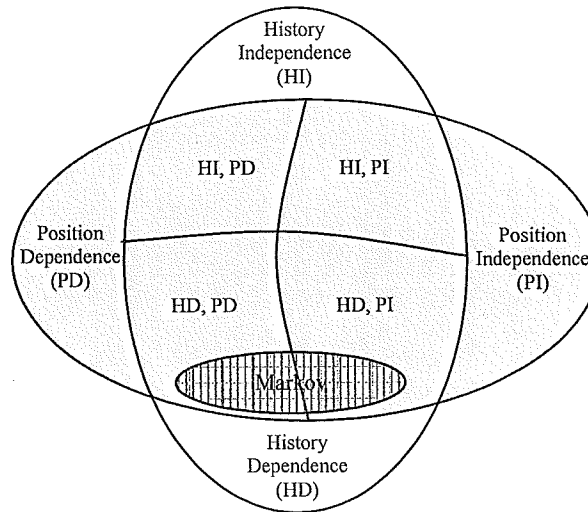 History
Independence
(HI)
HI, PD
HI, PI
Position
Dependence
(PD)
Position
Independence
(PI)
HD, PD
HD, PI
Markov
History
Dependence
(HD)